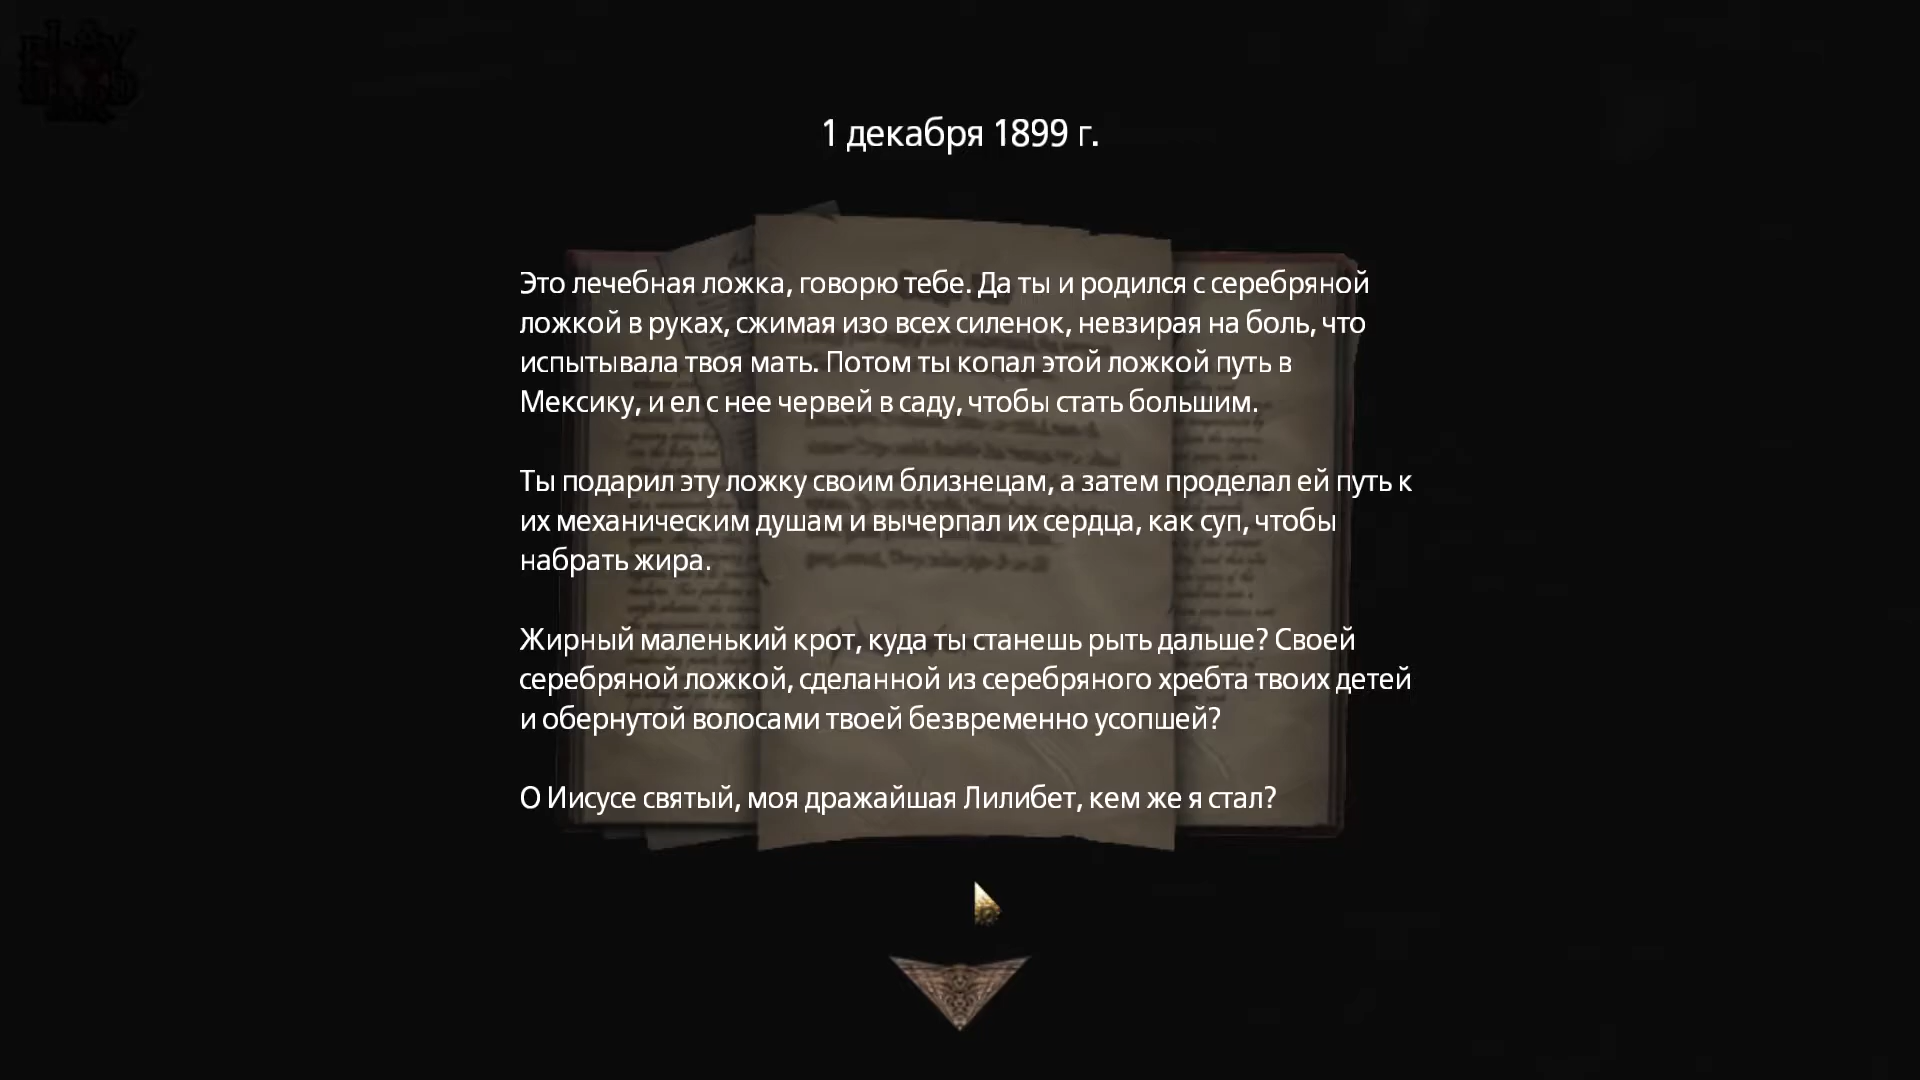 1 декабря 1899 г.
Это лечебная ложка, говорю тебе. Да ты и родился с серебряной
ложкой в руках, сжимая изо всех силенок, невзирая на боль, что
испытывала твоя мать. Потом ты копал этой ложкой путь в
Мексику, и ел с нее червей в саду, чтобы стать большим.
Ты подарил эту ложку своим близнецам, а затем проделал ей путь к
их механическим душам и вычерпал их сердца, как суп, чтобы
набрать жира.
Жирный маленький крот, куда ты станешь рыть дальше? Своей
серебряной ложкой, сделанной из серебряного хребта твоих детей
и обернутой волосами твоей безвременно усопшей?
О Иисусе святый, моя дражайшая Лилибет, кем же я стал?